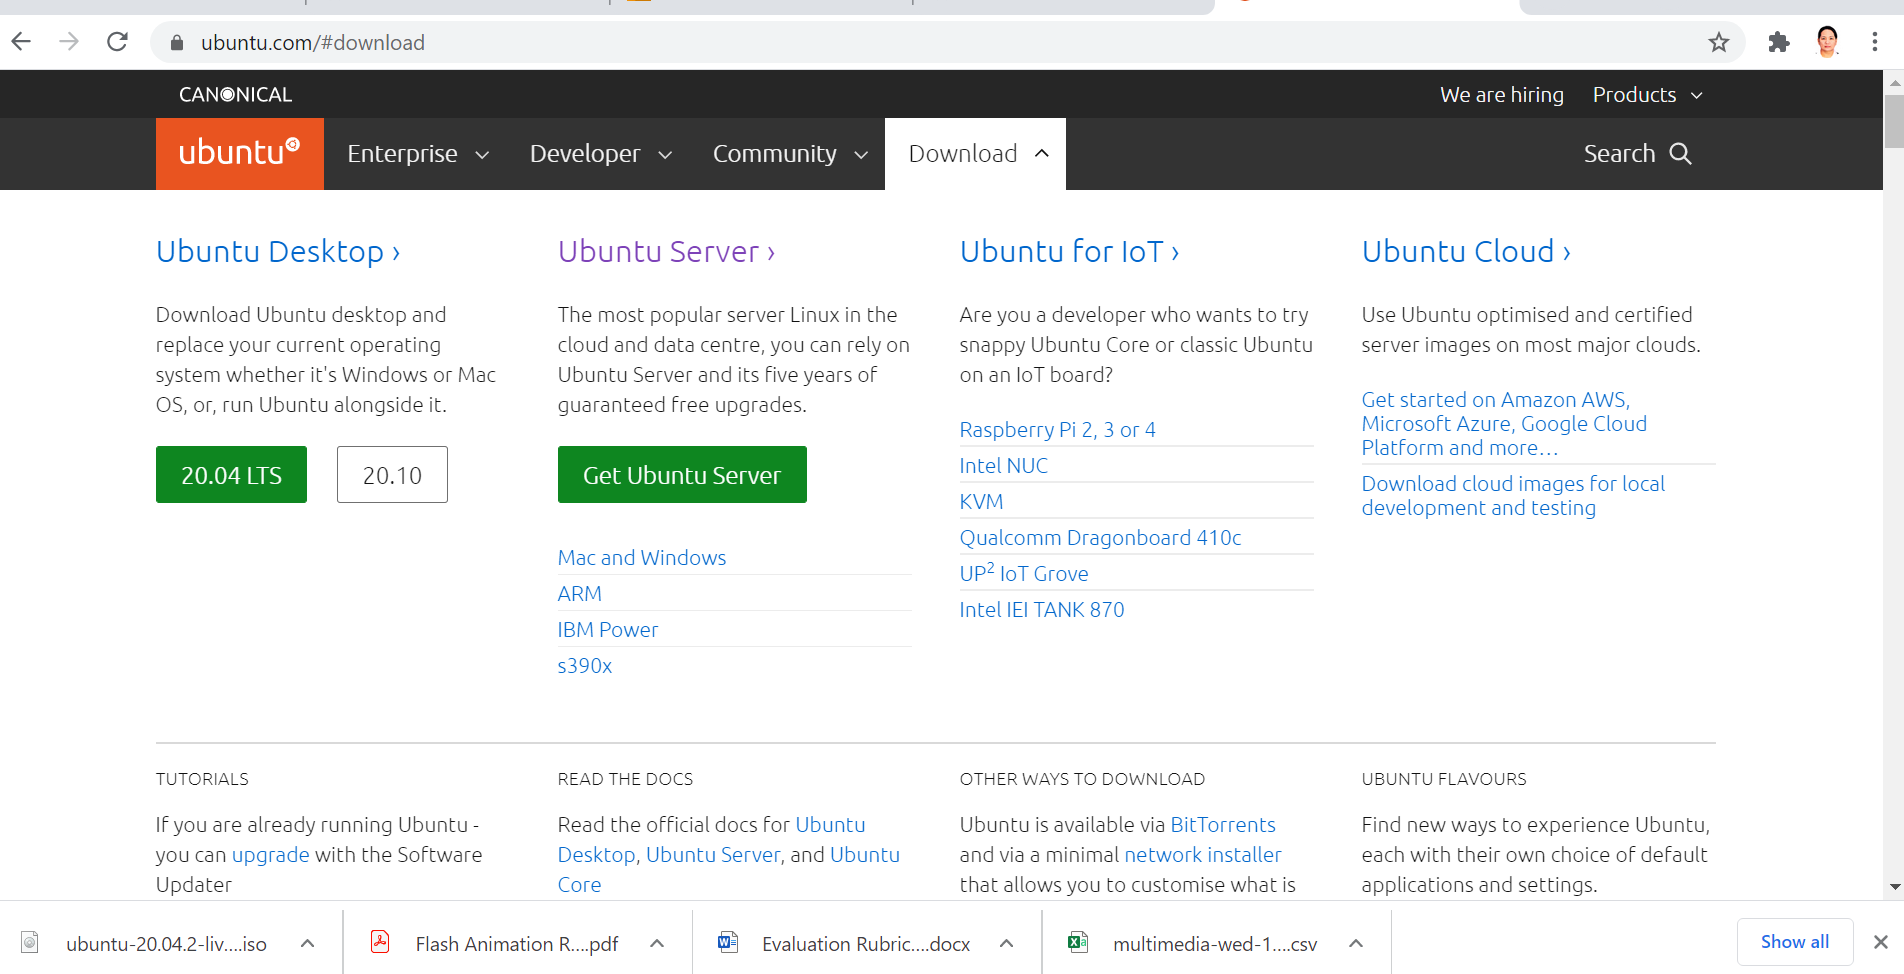 ubuntu.com/#download
CANONICAL
We are hiring
Products
ubuntu
Enterprise
Developer
Community
Download
Search
Ubuntu Desktop ›
Download Ubuntu desktop and
replace your current operating
system whether it's Windows or Mac
OS, or, run Ubuntu alongside it.
20.04 LTS
20.10
Ubuntu Server ›
The most popular server Linux in the
cloud and data centre, you can rely on
Ubuntu Server and its five years of
guaranteed free upgrades.
Get Ubuntu Server
Mac and Windows
ARM
IBM Power
s390x
Ubuntu for IoT ›
Are you a developer who wants to try
snappy Ubuntu Core or classic Ubuntu
on an IoT board?
Raspberry Pi 2, 3 or 4
Intel NUC
KVM
Qualcomm Dragonboard 410c
UP² IoT Grove
Intel IEI TANK 870
Ubuntu Cloud ›
Use Ubuntu optimised and certified
server images on most major clouds.
Get started on Amazon AWS,
Microsoft Azure, Google Cloud
Platform and more…
Download cloud images for local
development and testing
TUTORIALS
If you are already running Ubuntu -
you can upgrade with the Software
Updater
READ THE DOCS
Read the official docs for Ubuntu
Desktop, Ubuntu Server, and Ubuntu
Core
OTHER WAYS TO DOWNLOAD
Ubuntu is available via BitTorrents
and via a minimal network installer
that allows you to customise what is
UBUNTU FLAVOURS
Find new ways to experience Ubuntu,
each with their own choice of default
applications and settings.
ubuntu-20.04.2-liv....iso
Flash Animation R....pdf
Evaluation Rubric....docx
multimedia-wed-1....csv
Show all